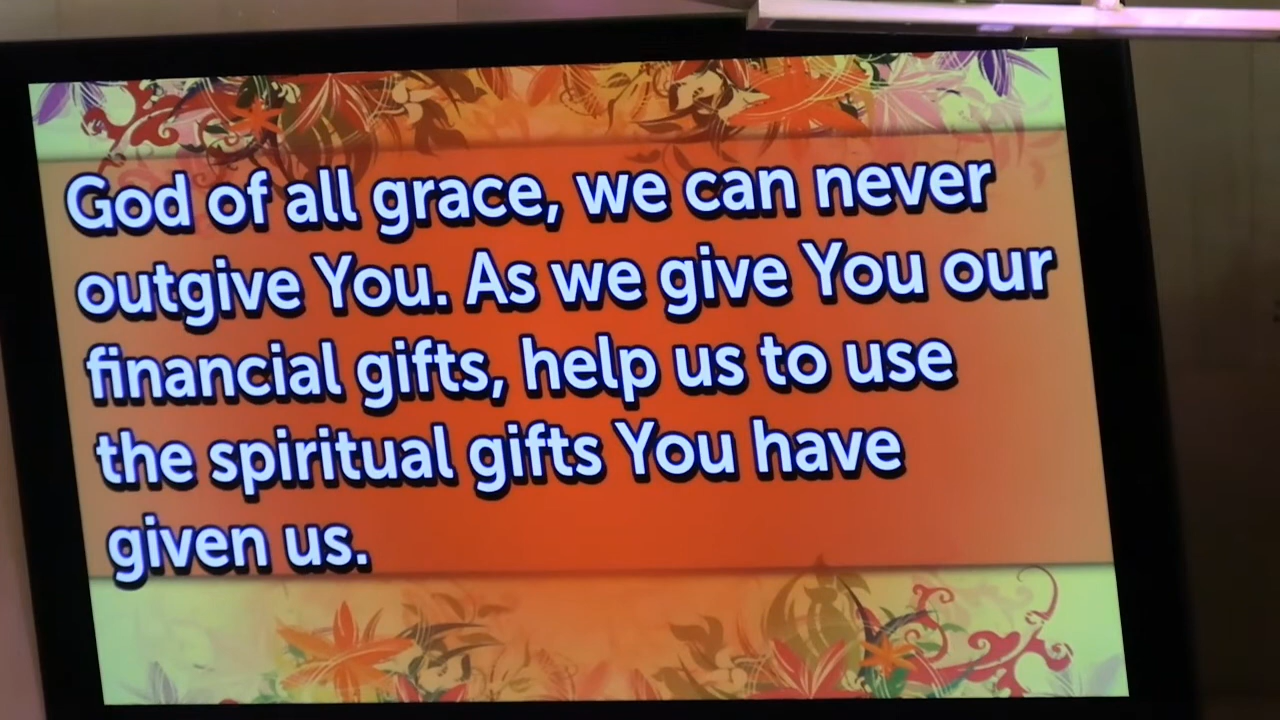 God of all grace, we can never
outgive You. As we give You our
financial gifts, help us to use
the spiritual gifts You have
given us.